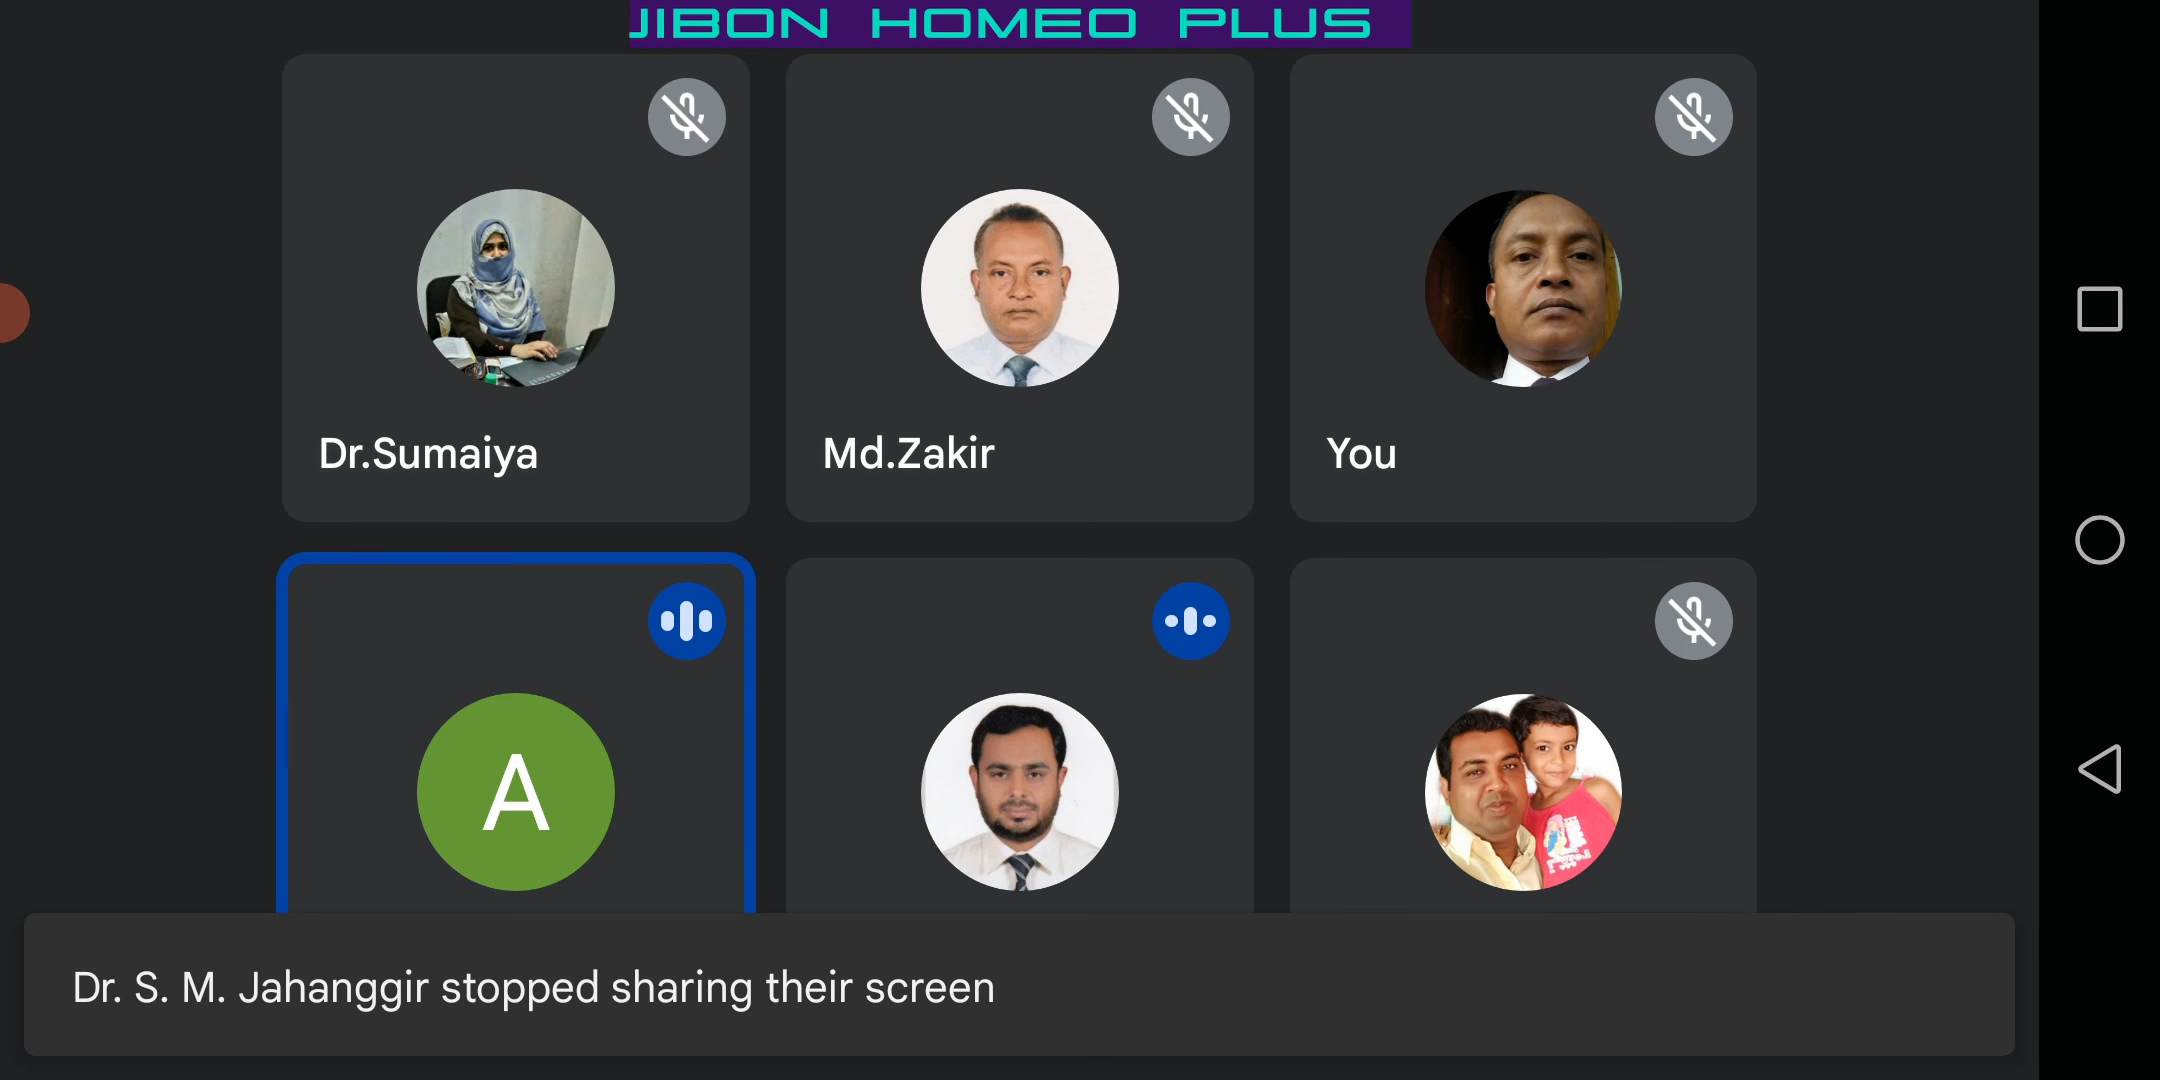 JIBON HOMEO PLUS
Dr.Sumaiya
Md.Zakir
You
A
Dr. S. M. Jahanggir stopped sharing their screen